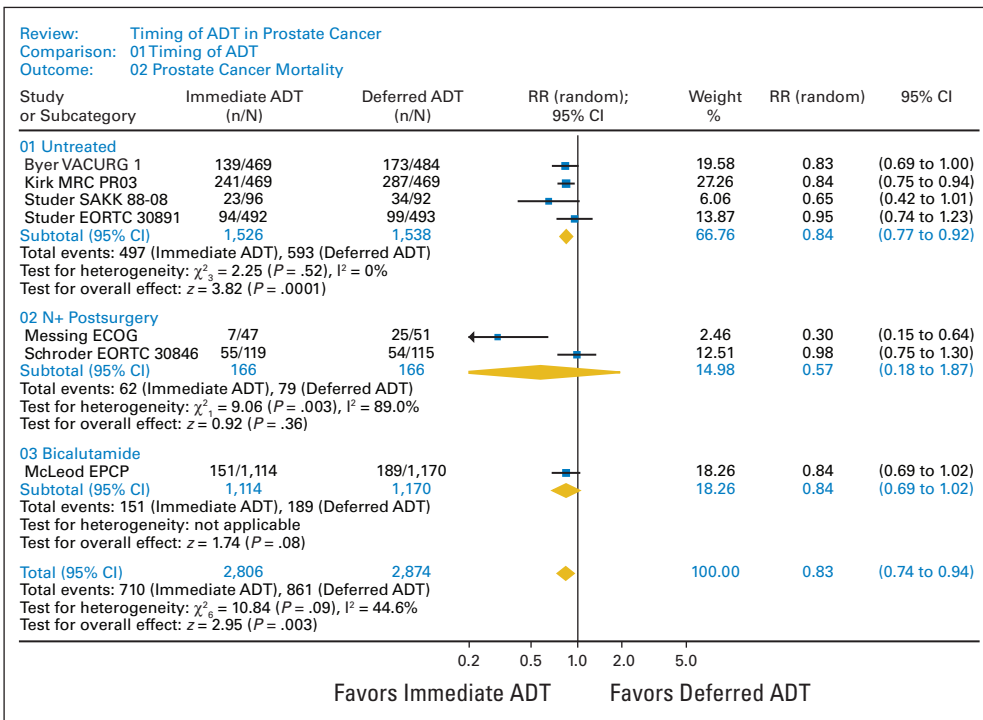 Review: Timing of ADT in Prostate Cancer
Comparison: 01 Timing of ADT
Outcome: 02 Prostate Cancer Mortality
Study or Subcategory Immediate ADT (n/N) Deferred ADT (n/N) RR (random); 95% CI Weight % RR (random) 95% CI
01 Untreated
Byer VACURG 1 139/469 173/484 19.58 0.83 (0.69 to 1.00)
Kirk MRC PR03 241/469 287/469 27.26 0.84 (0.75 to 0.94)
Studer SAKK 88-08 23/96 34/92 6.06 0.65 (0.42 to 1.01)
Studer EORTC 30891 94/492 99/493 13.87 0.95 (0.74 to 1.23)
Subtotal (95% CI) 1,526 1,538 66.76 0.84 (0.77 to 0.92)
Total events: 497 (Immediate ADT), 593 (Deferred ADT)
Test for heterogeneity: χ²₃ = 2.25 (P = .52), I² = 0%
Test for overall effect: z = 3.82 (P = .0001)
02 N+ Postsurgery
Messing ECOG 7/47 25/51 2.46 0.30 (0.15 to 0.64)
Schroder EORTC 30846 55/119 54/115 12.51 0.98 (0.75 to 1.30)
Subtotal (95% CI) 166 166 14.98 0.57 (0.18 to 1.87)
Total events: 62 (Immediate ADT), 79 (Deferred ADT)
Test for heterogeneity: χ²₁ = 9.06 (P = .003), I² = 89.0%
Test for overall effect: z = 0.92 (P = .36)
03 Bicalutamide
McLeod EPCP 151/1,114 189/1,170 18.26 0.84 (0.69 to 1.02)
Subtotal (95% CI) 1,114 1,170 18.26 0.84 (0.69 to 1.02)
Total events: 151 (Immediate ADT), 189 (Deferred ADT)
Test for heterogeneity: not applicable
Test for overall effect: z = 1.74 (P = .08)
Total (95% CI) 2,806 2,874 100.00 0.83 (0.74 to 0.94)
Total events: 710 (Immediate ADT), 861 (Deferred ADT)
Test for heterogeneity: χ²₆ = 10.84 (P = .09), I² = 44.6%
Test for overall effect: z = 2.95 (P = .003)
0.2 0.5 1.0 2.0 5.0
Favors Immediate ADT Favors Deferred ADT